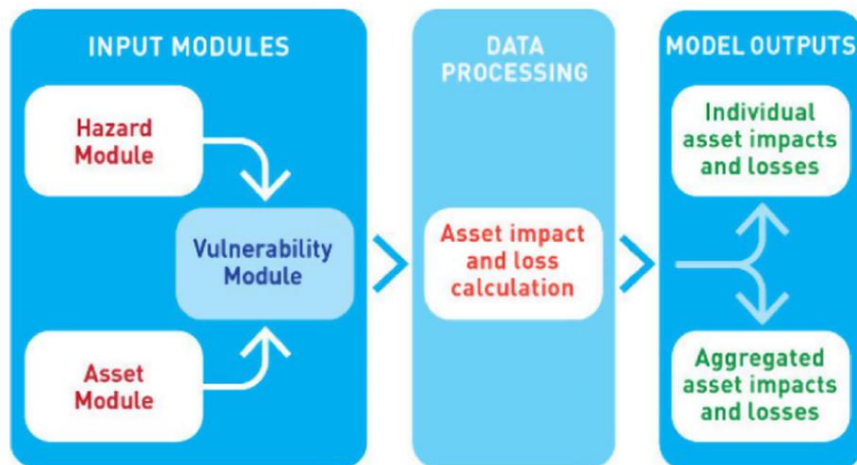 INPUT MODULES
Hazard
Module
Vulnerability
Module
Asset
Module
DATA
PROCESSING
Asset impact
and loss
calculation
MODEL OUTPUTS
Individual
asset impacts
and losses
Aggregated
asset impacts
and losses